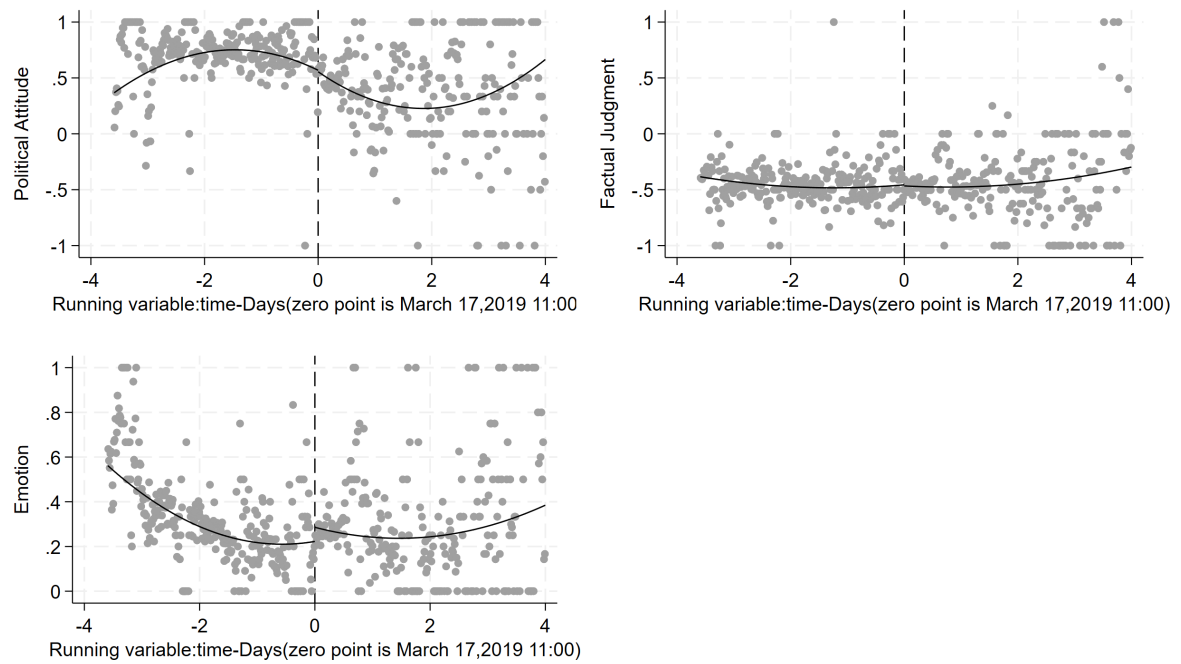 Political Attitude
1
.5
0
-.5
-1
-4 -2 0 2 4
Running variable:time-Days(zero point is March 17,2019 11:00
Factual Judgment
1
.5
0
-.5
-1
-4 -2 0 2 4
Running variable:time-Days(zero point is March 17,2019 11:00)
Emotion
1
.8
.6
.4
.2
0
-4 -2 0 2 4
Running variable:time-Days(zero point is March 17,2019 11:00)